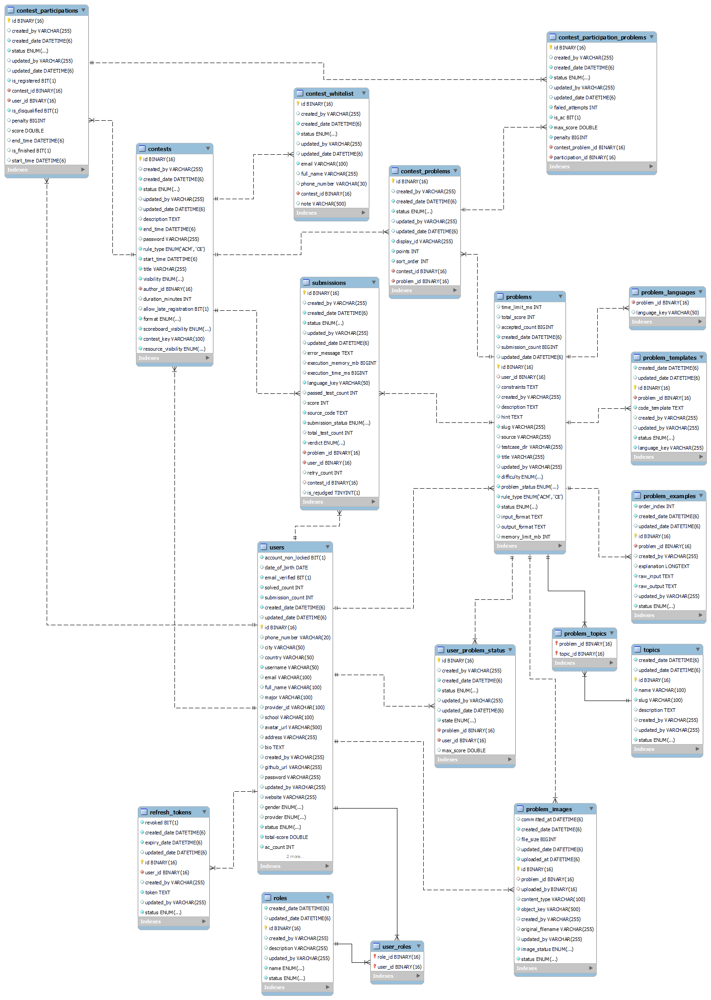 contest_participations
id BINARY(16)
created_by VARCHAR(255)
created_date DATETIME(6)
status ENUM(...)
updated_by VARCHAR(255)
updated_date DATETIME(6)
is_registered BIT(1)
contest_id BINARY(16)
user_id BINARY(16)
is_disqualified BIT(1)
penalty BIGINT
score DOUBLE
end_time DATETIME(6)
is_finished BIT(1)
start_time DATETIME(6)
Indexes
contest_participation_problems
id BINARY(16)
created_by VARCHAR(255)
created_date DATETIME(6)
status ENUM(...)
updated_by VARCHAR(255)
updated_date DATETIME(6)
failed_attempts INT
is_ac BIT(1)
max_score DOUBLE
penalty BIGINT
contest_problem_id BINARY(16)
participation_id BINARY(16)
Indexes
contest_whitelist
id BINARY(16)
created_by VARCHAR(255)
created_date DATETIME(6)
status ENUM(...)
updated_by VARCHAR(255)
updated_date DATETIME(6)
email VARCHAR(100)
full_name VARCHAR(255)
phone_number VARCHAR(30)
contest_id BINARY(16)
note VARCHAR(500)
Indexes
contests
id BINARY(16)
created_by VARCHAR(255)
created_date DATETIME(6)
status ENUM(...)
updated_by VARCHAR(255)
updated_date DATETIME(6)
description TEXT
end_time DATETIME(6)
password VARCHAR(255)
rule_type ENUM('ACM', 'OI')
start_time DATETIME(6)
title VARCHAR(255)
visibility ENUM(...)
author_id BINARY(16)
duration_minutes INT
allow_late_registration BIT(1)
format ENUM(...)
scoreboard_visibility ENUM(...)
contest_key VARCHAR(100)
resource_visibility ENUM(...)
Indexes
contest_problems
id BINARY(16)
created_by VARCHAR(255)
created_date DATETIME(6)
status ENUM(...)
updated_by VARCHAR(255)
updated_date DATETIME(6)
display_id VARCHAR(255)
points INT
sort_order INT
contest_id BINARY(16)
problem_id BINARY(16)
Indexes
submissions
id BINARY(16)
created_by VARCHAR(255)
created_date DATETIME(6)
status ENUM(...)
updated_by VARCHAR(255)
updated_date DATETIME(6)
error_message TEXT
execution_memory_mb BIGINT
execution_time_ms BIGINT
language_key VARCHAR(50)
passed_test_count INT
score INT
source_code TEXT
submission_status ENUM(...)
total_test_count INT
verdict ENUM(...)
problem_id BINARY(16)
user_id BINARY(16)
retry_count INT
contest_id BINARY(16)
is_rejudged TINYINT(1)
Indexes
problems
time_limit_ms INT
total_score INT
accepted_count BIGINT
created_date DATETIME(6)
submission_count BIGINT
updated_date DATETIME(6)
id BINARY(16)
user_id BINARY(16)
constraints TEXT
created_by VARCHAR(255)
description TEXT
hint TEXT
slug VARCHAR(255)
source VARCHAR(255)
testcase_dir VARCHAR(255)
title VARCHAR(255)
updated_by VARCHAR(255)
difficulty ENUM(...)
problem_status ENUM(...)
rule_type ENUM('ACM', 'OI')
status ENUM(...)
input_format TEXT
output_format TEXT
memory_limit_mb INT
Indexes
problem_languages
problem_id BINARY(16)
language_key VARCHAR(50)
Indexes
problem_templates
created_date DATETIME(6)
updated_date DATETIME(6)
id BINARY(16)
problem_id BINARY(16)
code_template TEXT
created_by VARCHAR(255)
updated_by VARCHAR(255)
status ENUM(...)
language_key VARCHAR(255)
Indexes
problem_examples
order_index INT
created_date DATETIME(6)
updated_date DATETIME(6)
id BINARY(16)
problem_id BINARY(16)
created_by VARCHAR(255)
explanation LONGTEXT
raw_input TEXT
raw_output TEXT
updated_by VARCHAR(255)
status ENUM(...)
Indexes
users
account_non_locked BIT(1)
date_of_birth DATE
email_verified BIT(1)
solved_count INT
submission_count INT
created_date DATETIME(6)
updated_date DATETIME(6)
id BINARY(16)
phone_number VARCHAR(20)
city VARCHAR(50)
country VARCHAR(50)
username VARCHAR(50)
email VARCHAR(100)
full_name VARCHAR(100)
major VARCHAR(100)
provider_id VARCHAR(100)
school VARCHAR(100)
avatar_url VARCHAR(500)
address VARCHAR(255)
bio TEXT
created_by VARCHAR(255)
github_url VARCHAR(255)
password VARCHAR(255)
updated_by VARCHAR(255)
website VARCHAR(255)
gender ENUM(...)
provider ENUM(...)
status ENUM(...)
total-score DOUBLE
ac_count INT
2 more...
Indexes
problem_topics
problem_id BINARY(16)
topic_id BINARY(16)
Indexes
topics
created_date DATETIME(6)
updated_date DATETIME(6)
id BINARY(16)
name VARCHAR(100)
slug VARCHAR(100)
description TEXT
created_by VARCHAR(255)
updated_by VARCHAR(255)
status ENUM(...)
Indexes
user_problem_status
id BINARY(16)
created_by VARCHAR(255)
created_date DATETIME(6)
status ENUM(...)
updated_by VARCHAR(255)
updated_date DATETIME(6)
state ENUM(...)
problem_id BINARY(16)
user_id BINARY(16)
max_score DOUBLE
Indexes
refresh_tokens
revoked BIT(1)
created_date DATETIME(6)
expiry_date DATETIME(6)
updated_date DATETIME(6)
id BINARY(16)
user_id BINARY(16)
created_by VARCHAR(255)
token TEXT
updated_by VARCHAR(255)
status ENUM(...)
Indexes
problem_images
committed_at DATETIME(6)
created_date DATETIME(6)
file_size BIGINT
updated_date DATETIME(6)
uploaded_at DATETIME(6)
id BINARY(16)
problem_id BINARY(16)
uploaded_by BINARY(16)
content_type VARCHAR(100)
object_key VARCHAR(500)
created_by VARCHAR(255)
original_filename VARCHAR(255)
updated_by VARCHAR(255)
image_status ENUM(...)
status ENUM(...)
Indexes
roles
created_date DATETIME(6)
updated_date DATETIME(6)
id BINARY(16)
created_by VARCHAR(255)
description VARCHAR(255)
updated_by VARCHAR(255)
name ENUM(...)
status ENUM(...)
Indexes
user_roles
role_id BINARY(16)
user_id BINARY(16)
Indexes